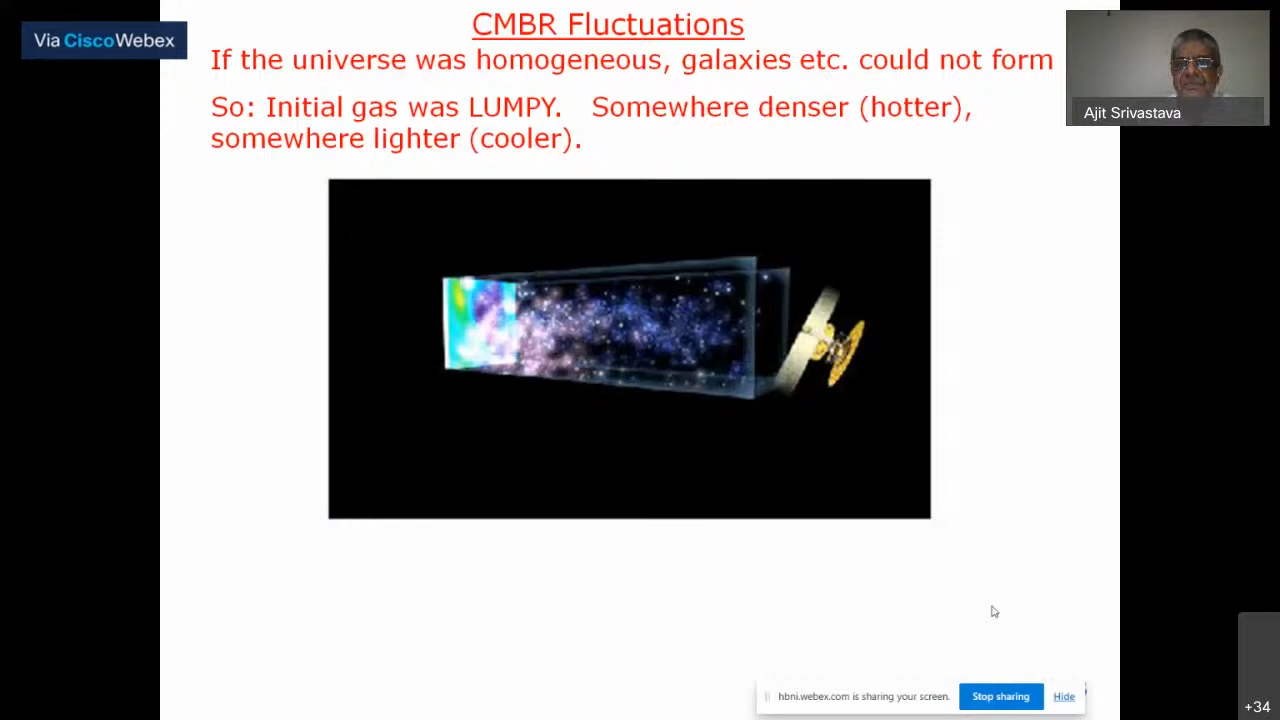 CMBR Fluctuations
Via CiscoWebex
If the universe was homogeneous, galaxies etc. could not form
So: Initial gas was LUMPY. Somewhere denser (hotter),
somewhere lighter (cooler).
Ajit Srivastava
hbni.webex.com is sharing your screen.
Stop sharing
Hide
+34